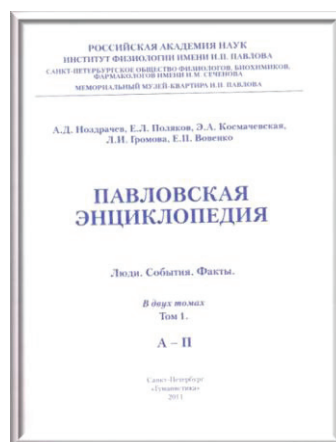 РОССИЙСКАЯ АКАДЕМИЯ НАУК
ИНСТИТУТ ФИЗИОЛОГИИ ИМЕНИ И.П. ПАВЛОВА
САНКТ-ПЕТЕРБУРГСКОЕ ОБЩЕСТВО ФИЗИОЛОГОВ, БИОХИМИКОВ,
ФАРМАКОЛОГОВ ИМЕНИ И.М. СЕЧЕНОВА
МЕМОРИАЛЬНЫЙ МУЗЕЙ-КВАРТИРА И.П. ПАВЛОВА
А.Д. Ноздрачев, Е.Л. Поляков, Э.А. Космачевская,
Л.И. Громова, Е.П. Вовенко
ПАВЛОВСКАЯ
ЭНЦИКЛОПЕДИЯ
Люди. События. Факты.
В двух томах
Том 1.
А – П
Санкт-Петербург
«Гуманистика»
2011